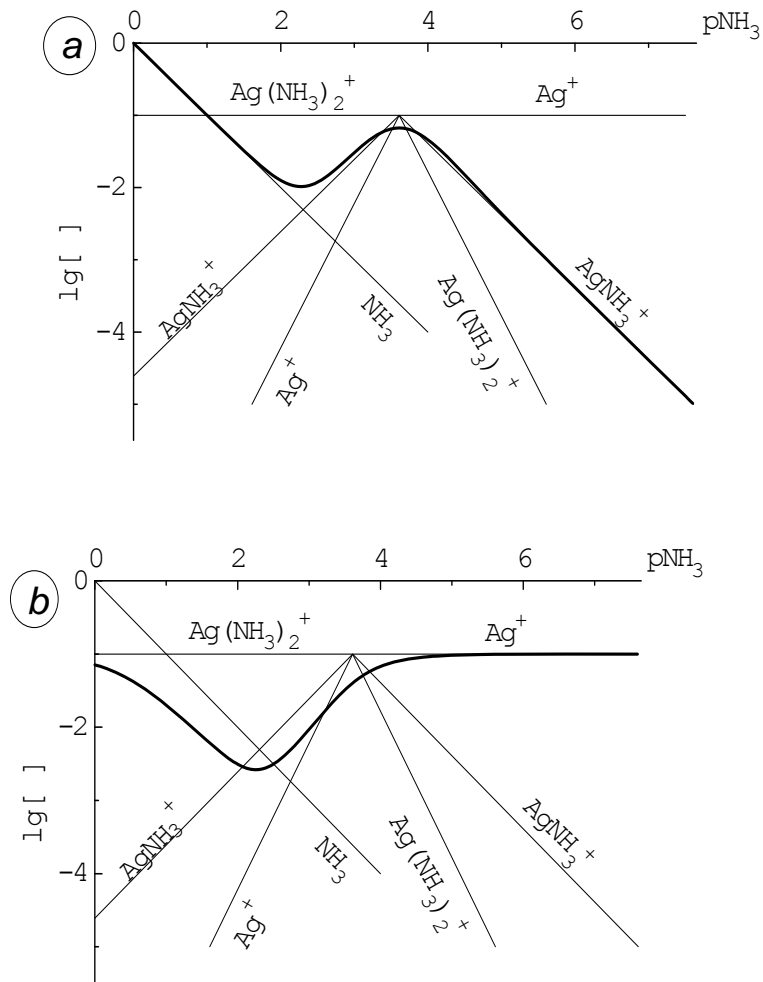 a
0 2 4 6 pNH₃
0
Ag(NH₃)₂⁺ Ag⁺
−2
lg[ ]
AgNH₃⁺
NH₃
Ag(NH₃)₂⁺
AgNH₃⁺
−4
Ag⁺
b
0 2 4 6 pNH₃
0
Ag(NH₃)₂⁺ Ag⁺
−2
lg[ ]
AgNH₃⁺
NH₃
Ag(NH₃)₂⁺
AgNH₃⁺
−4
Ag⁺